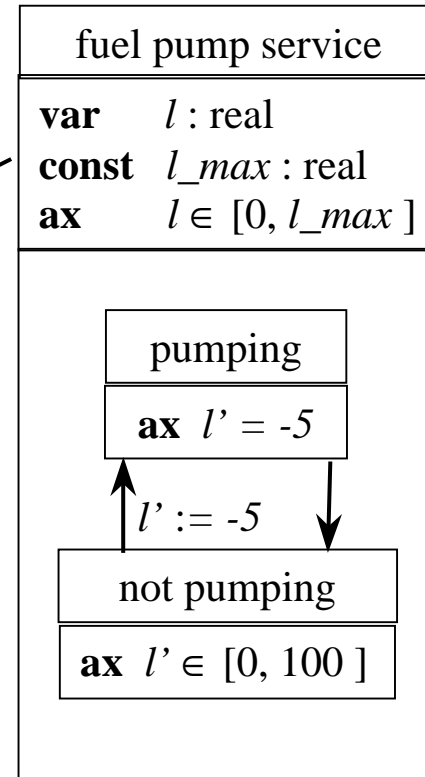 fuel pump service
var l : real
const l_max : real
ax l ∈ [0, l_max ]
pumping
ax l’ = -5
l’ := -5
not pumping
ax l’ ∈ [0, 100 ]